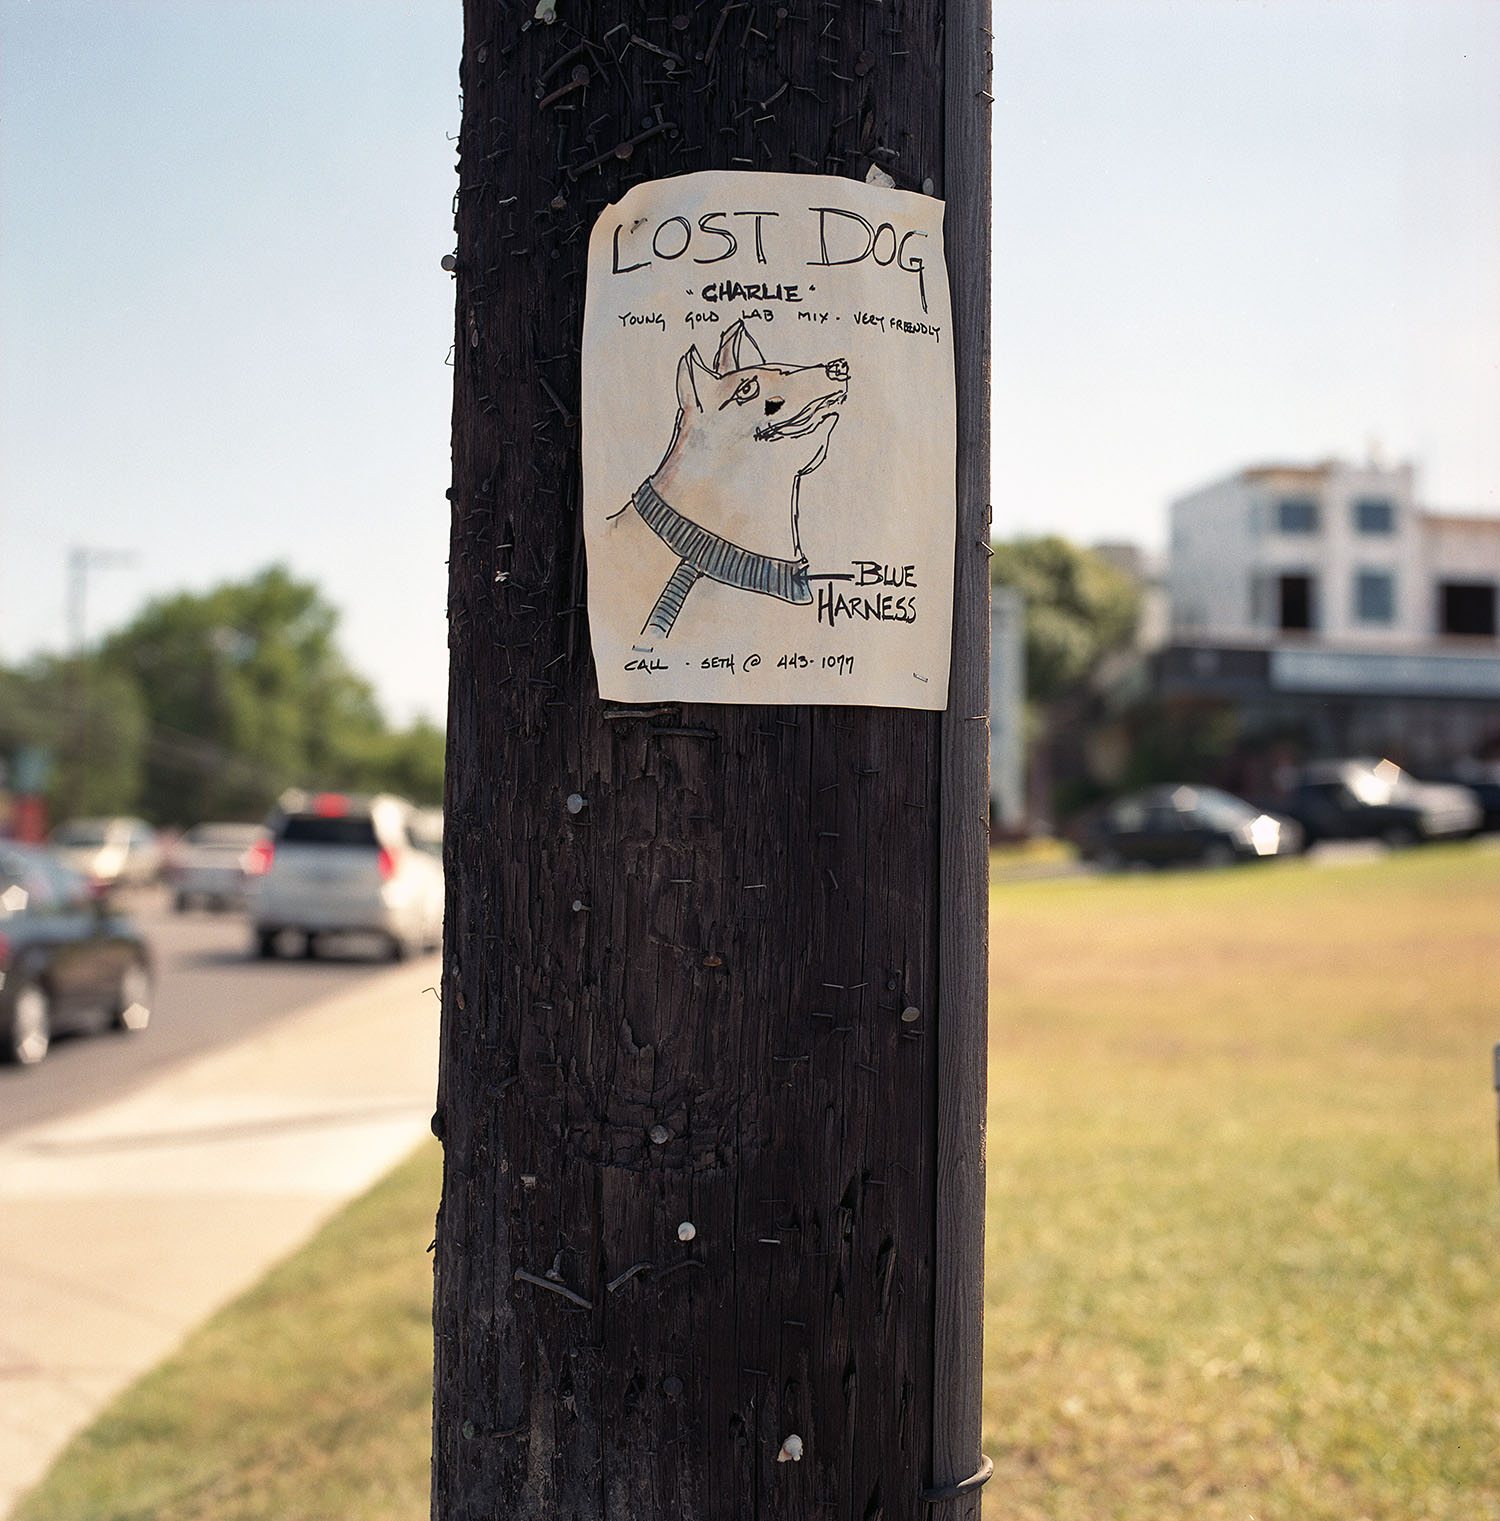 LOST DOG
"CHARLIE"
YOUNG GOLD LAB MIX - VERY FRIENDLY
BLUE
HARNESS
CALL - SETH @ 443-1077